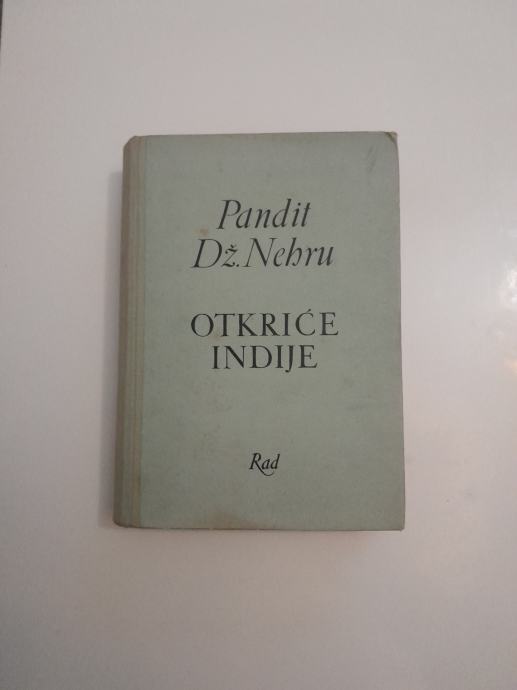 Pandit
Dž. Nehru
OTKRIĆE
INDIJE
Rad